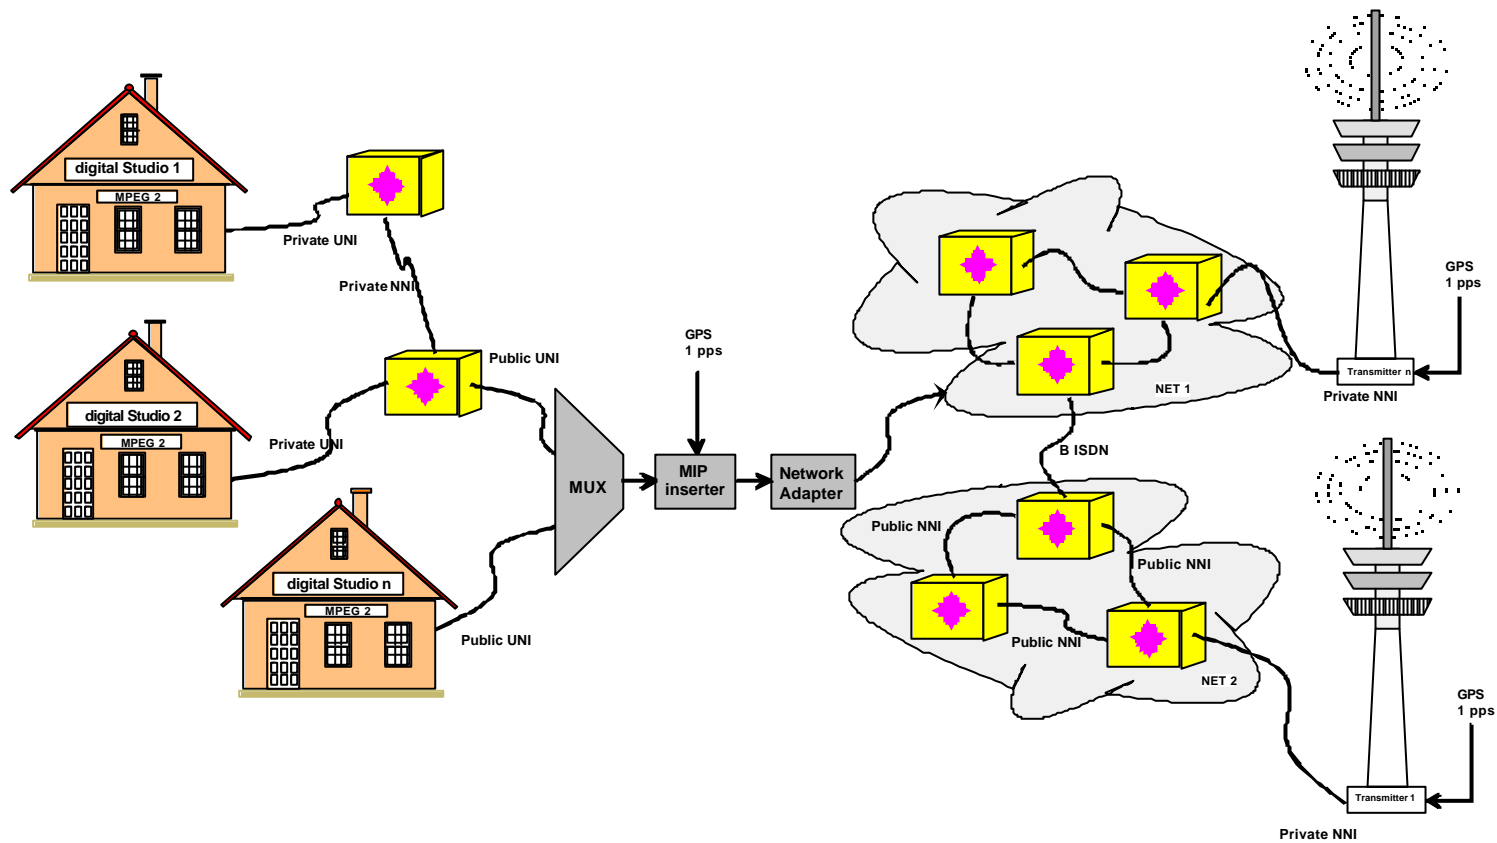 digital Studio 1
MPEG 2
Private UNI
Private NNI
digital Studio 2
MPEG 2
Private UNI
Public UNI
digital Studio n
MPEG 2
Public UNI
MUX
GPS
1 pps
MIP
inserter
Network
Adapter
NET 1
B ISDN
Public NNI
Public NNI
Public NNI
NET 2
GPS
1 pps
Transmitter n
Private NNI
GPS
1 pps
Transmitter 1
Private NNI